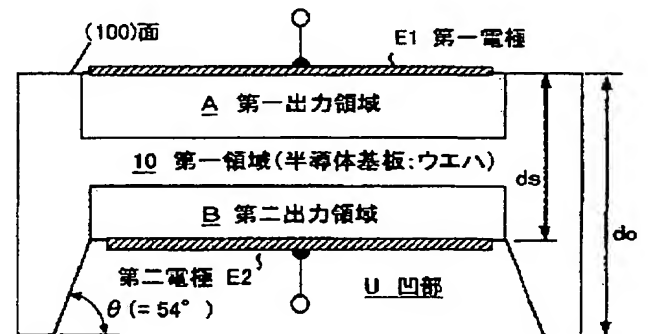 (100)面
E1 第一電極
A 第一出力領域
10 第一領域(半導体基板:ウエハ)
ds
B 第二出力領域
do
第二電極 E2
U 凹部
θ(=54°)